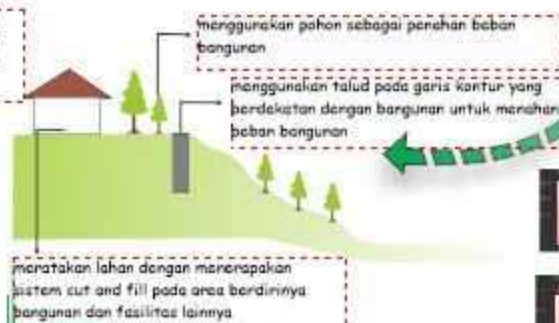 menggunakan pohon sebagai penahan beban
bangunan
menggunakan talud pada garis kontur yang
berdekatan dengan bangunan untuk menahan
beban bangunan
meratakan lahan dengan menerapakan
sistem cut and fill pada area berdirinya
bangunan dan fasilitas lainnya